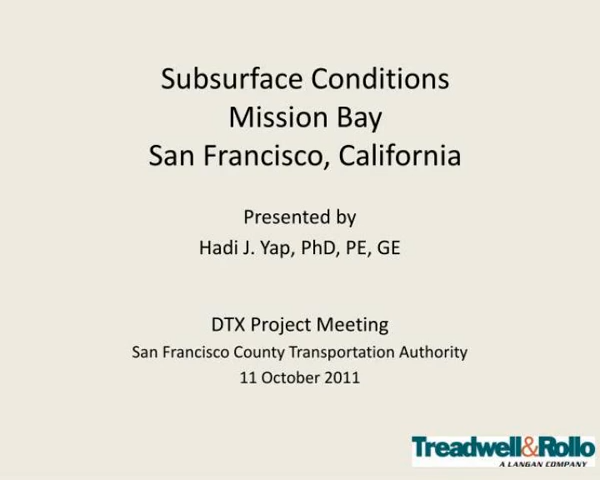 Subsurface Conditions
Mission Bay
San Francisco, California
Presented by
Hadi J. Yap, PhD, PE, GE
DTX Project Meeting
San Francisco County Transportation Authority
11 October 2011
Treadwell&Rollo
A LANGAN COMPANY